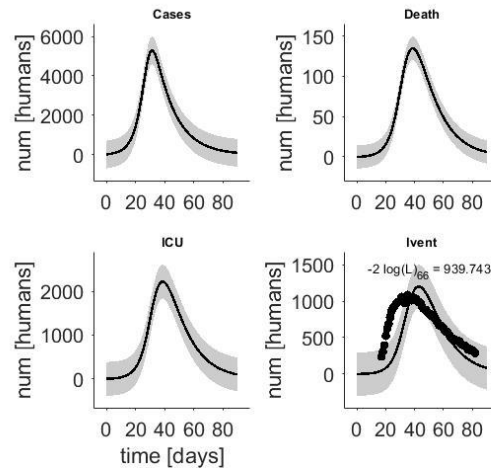 Cases
6000
4000
2000
0
num [humans]
0 20 40 60 80
Death
150
100
50
0
num [humans]
0 20 40 60 80
ICU
2000
1000
0
num [humans]
0 20 40 60 80
time [days]
Ivent
-2 log(L)66 = 939.743
1500
1000
500
0
num [humans]
0 20 40 60 80